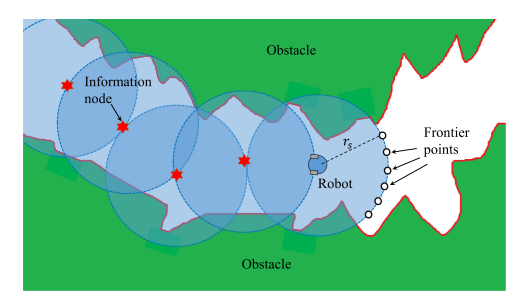 Obstacle
Information
node
r_s
Frontier
points
Robot
Obstacle